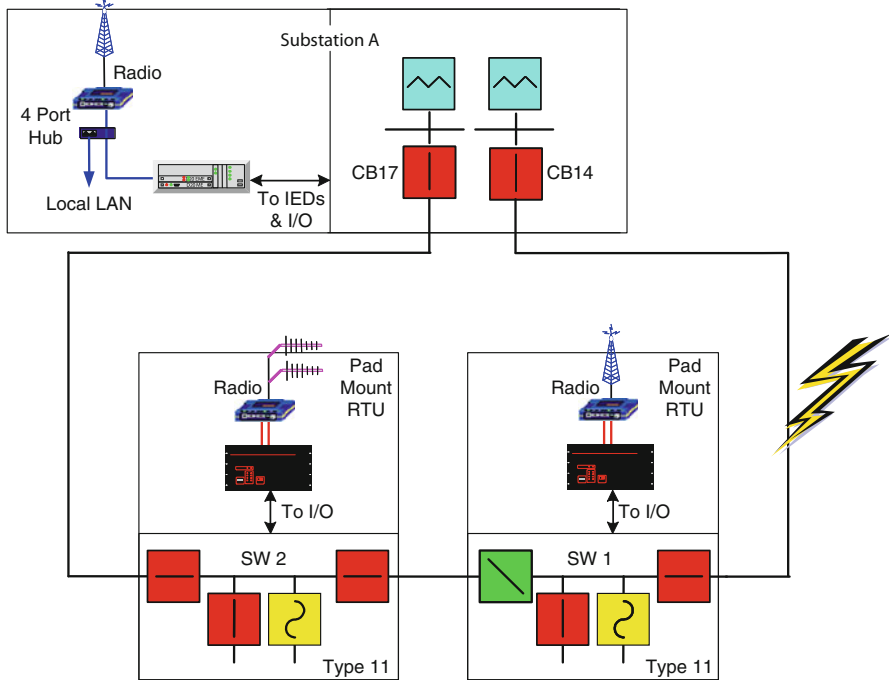 Substation A
Radio
4 Port
Hub
CB17
CB14
To IEDs
& I/O
Local LAN
Pad
Mount
RTU
Radio
Pad
Mount
RTU
Radio
To I/O
To I/O
SW 2
SW 1
Type 11
Type 11